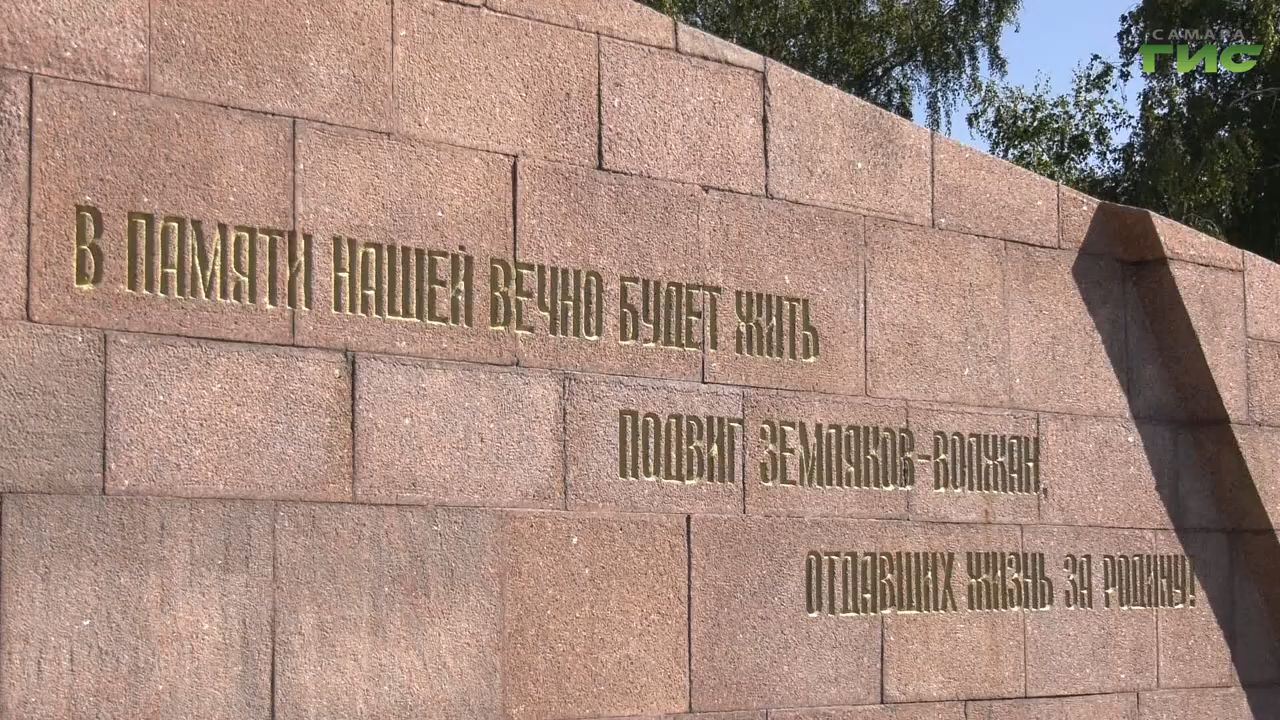 САМАРА
ГИС
В ПАМЯТИ НАШЕЙ ВЕЧНО БУДЕТ ЖИТЬ
ПОДВИГ ЗЕМЛЯКОВ-ВОЛЖАН,
ОТДАВШИХ ЖИЗНЬ ЗА РОДИНУ!